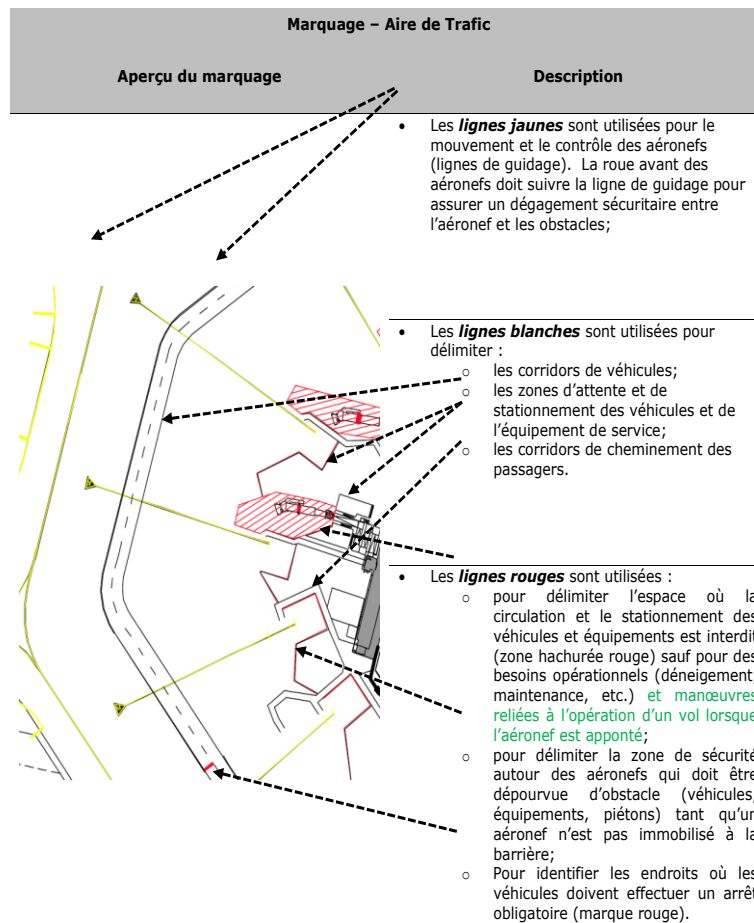 Marquage – Aire de Trafic
Aperçu du marquage
Description
• Les lignes jaunes sont utilisées pour le
mouvement et le contrôle des aéronefs
(lignes de guidage). La roue avant des
aéronefs doit suivre la ligne de guidage pour
assurer un dégagement sécuritaire entre
l'aéronef et les obstacles;
• Les lignes blanches sont utilisées pour
délimiter :
o les corridors de véhicules;
o les zones d'attente et de
stationnement des véhicules et de
l'équipement de service;
o les corridors de cheminement des
passagers.
• Les lignes rouges sont utilisées :
o pour délimiter l'espace où la
circulation et le stationnement des
véhicules et équipements est interdit
(zone hachurée rouge) sauf pour des
besoins opérationnels (déneigement,
maintenance, etc.) et manœuvres
reliées à l'opération d'un vol lorsque
l'aéronef est apponté;
o pour délimiter la zone de sécurité
autour des aéronefs qui doit être
dépourvue d'obstacle (véhicules,
équipements, piétons) tant qu'un
aéronef n'est pas immobilisé à la
barrière;
o Pour identifier les endroits où les
véhicules doivent effectuer un arrêt
obligatoire (marque rouge).